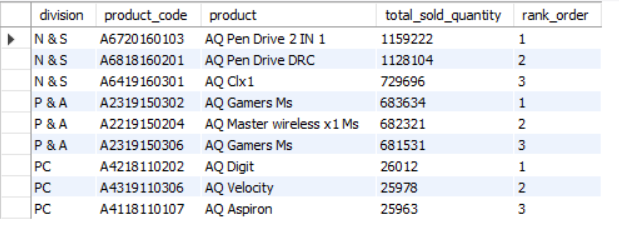 division product_code product total_sold_quantity rank_order
N & S A6720160103 AQ Pen Drive 2 IN 1 1159222 1
N & S A6818160201 AQ Pen Drive DRC 1128104 2
N & S A6419160301 AQ Clx1 729696 3
P & A A2319150302 AQ Gamers Ms 683634 1
P & A A2219150204 AQ Master wireless x1 Ms 682321 2
P & A A2319150306 AQ Gamers Ms 681531 3
PC A4218110202 AQ Digit 26012 1
PC A4319110306 AQ Velocity 25978 2
PC A4118110107 AQ Aspiron 25963 3